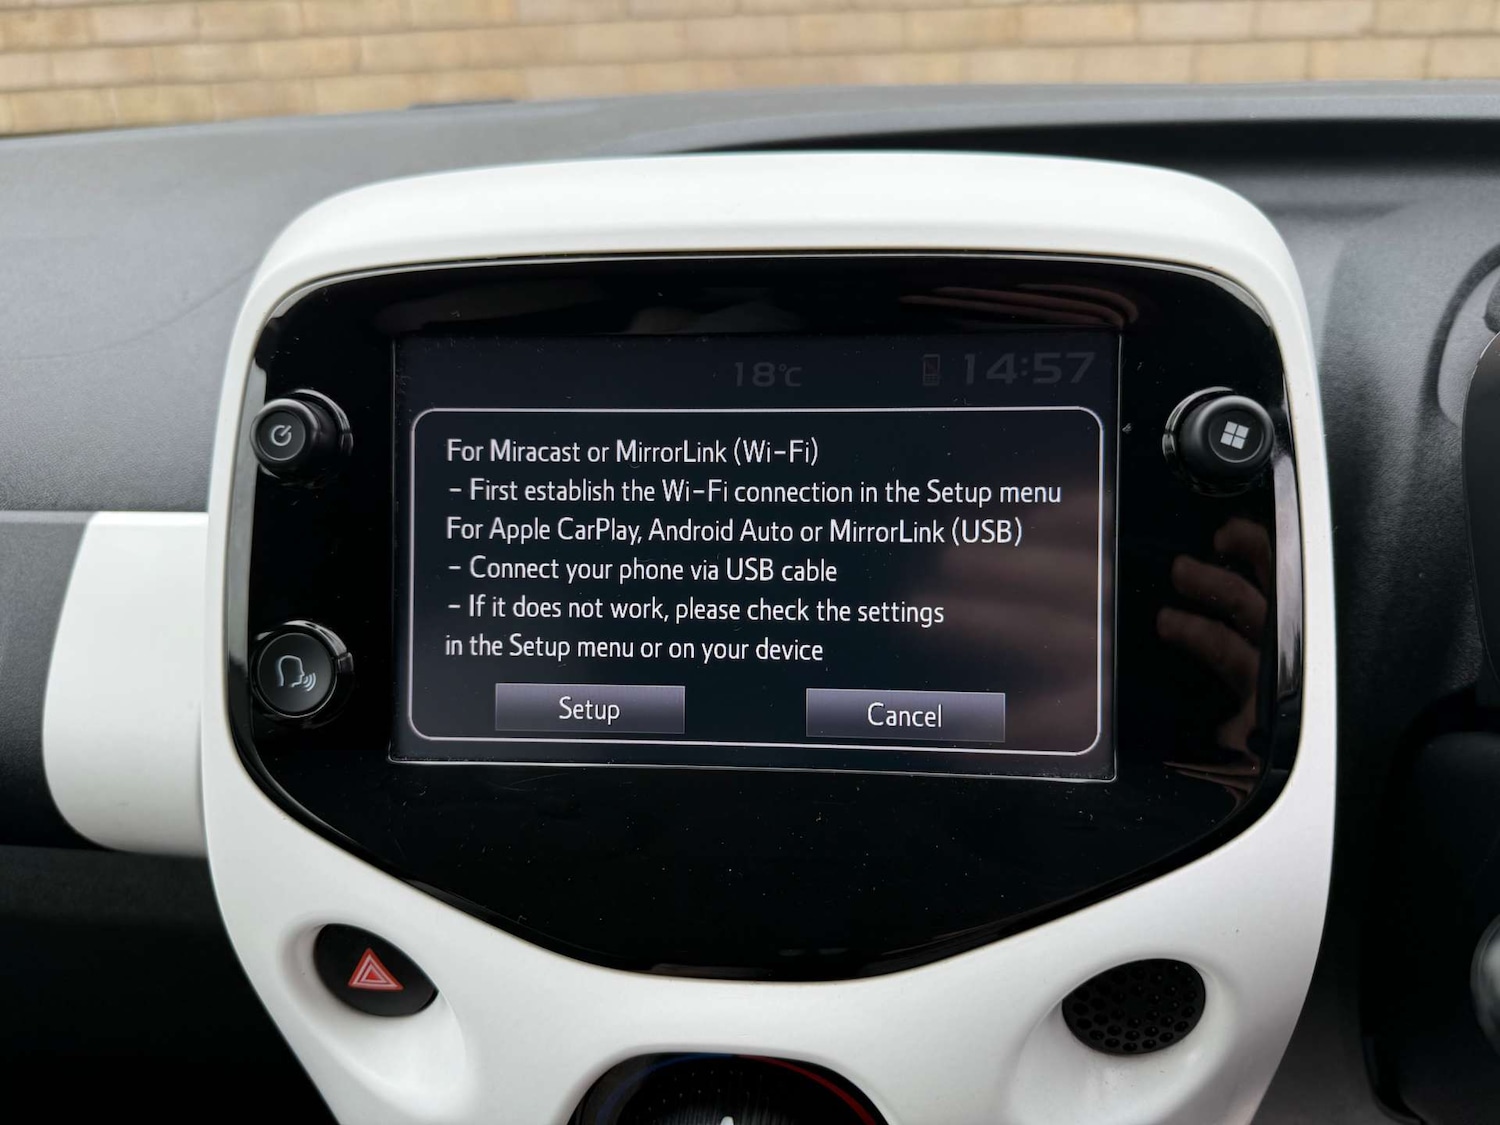 18°C 14:57
For Miracast or MirrorLink (Wi-Fi)
- First establish the Wi-Fi connection in the Setup menu
For Apple CarPlay, Android Auto or MirrorLink (USB)
- Connect your phone via USB cable
- If it does not work, please check the settings
in the Setup menu or on your device
Setup Cancel